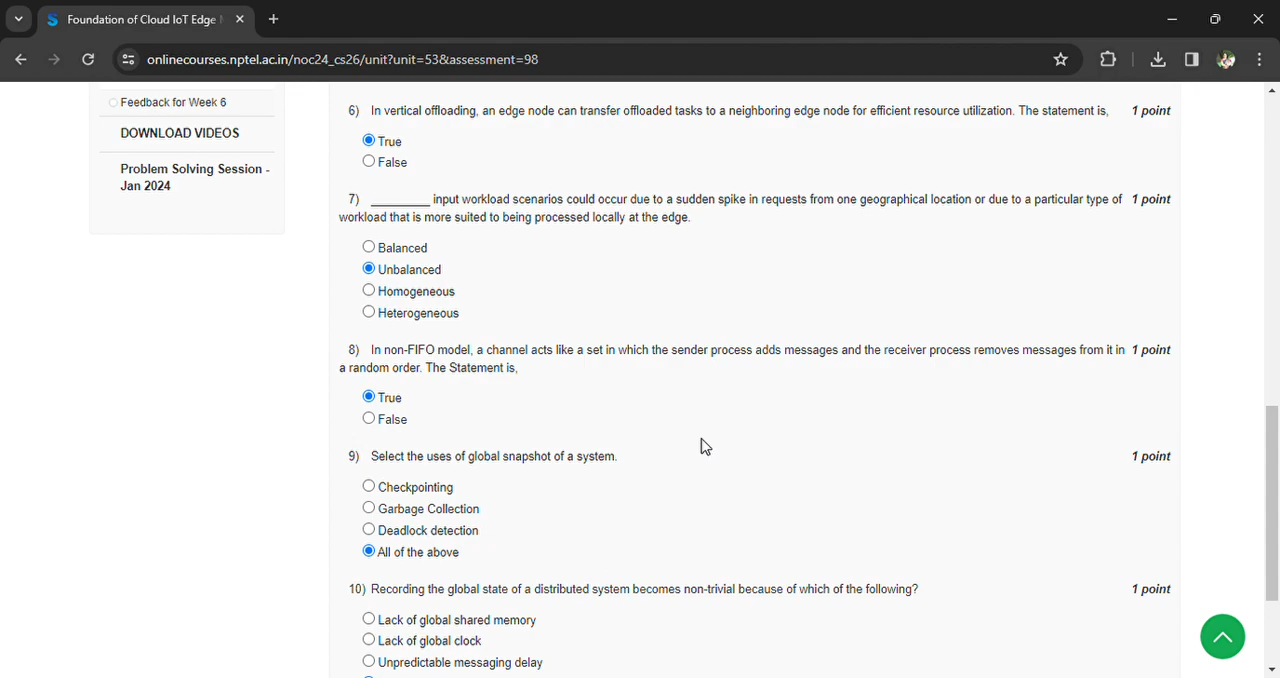 Foundation of Cloud IoT Edge
onlinecourses.nptel.ac.in/noc24_cs26/unit?unit=53&assessment=98
Feedback for Week 6
DOWNLOAD VIDEOS
Problem Solving Session -
Jan 2024
6) In vertical offloading, an edge node can transfer offloaded tasks to a neighboring edge node for efficient resource utilization. The statement is, 1 point
True
False
7) _________ input workload scenarios could occur due to a sudden spike in requests from one geographical location or due to a particular type of 1 point
workload that is more suited to being processed locally at the edge.
Balanced
Unbalanced
Homogeneous
Heterogeneous
8) In non-FIFO model, a channel acts like a set in which the sender process adds messages and the receiver process removes messages from it in 1 point
a random order. The Statement is,
True
False
9) Select the uses of global snapshot of a system. 1 point
Checkpointing
Garbage Collection
Deadlock detection
All of the above
10) Recording the global state of a distributed system becomes non-trivial because of which of the following? 1 point
Lack of global shared memory
Lack of global clock
Unpredictable messaging delay